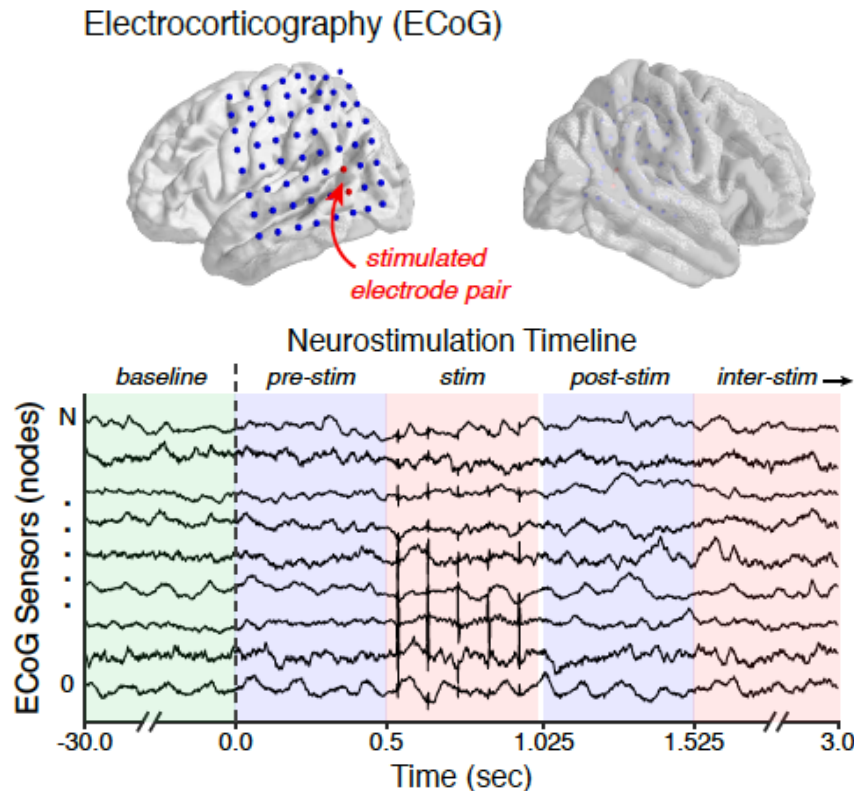 Electrocorticography (ECoG)
stimulated
electrode pair
Neurostimulation Timeline
baseline pre-stim stim post-stim inter-stim
N
ECoG Sensors (nodes)
0
-30.0 0.0 0.5 1.025 1.525 3.0
Time (sec)